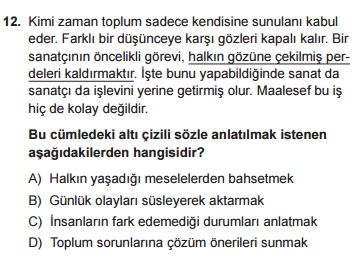 12. Kimi zaman toplum sadece kendisine sunulanı kabul
eder. Farklı bir düşünceye karşı gözleri kapalı kalır. Bir
sanatçının öncelikli görevi, halkın gözüne çekilmiş per-
deleri kaldırmaktır. İşte bunu yapabildiğinde sanat da
sanatçı da işlevini yerine getirmiş olur. Maalesef bu iş
hiç de kolay değildir.
Bu cümledeki altı çizili sözle anlatılmak istenen
aşağıdakilerden hangisidir?
A) Halkın yaşadığı meselelerden bahsetmek
B) Günlük olayları süsleyerek aktarmak
C) İnsanların fark edemediği durumları anlatmak
D) Toplum sorunlarına çözüm önerileri sunmak